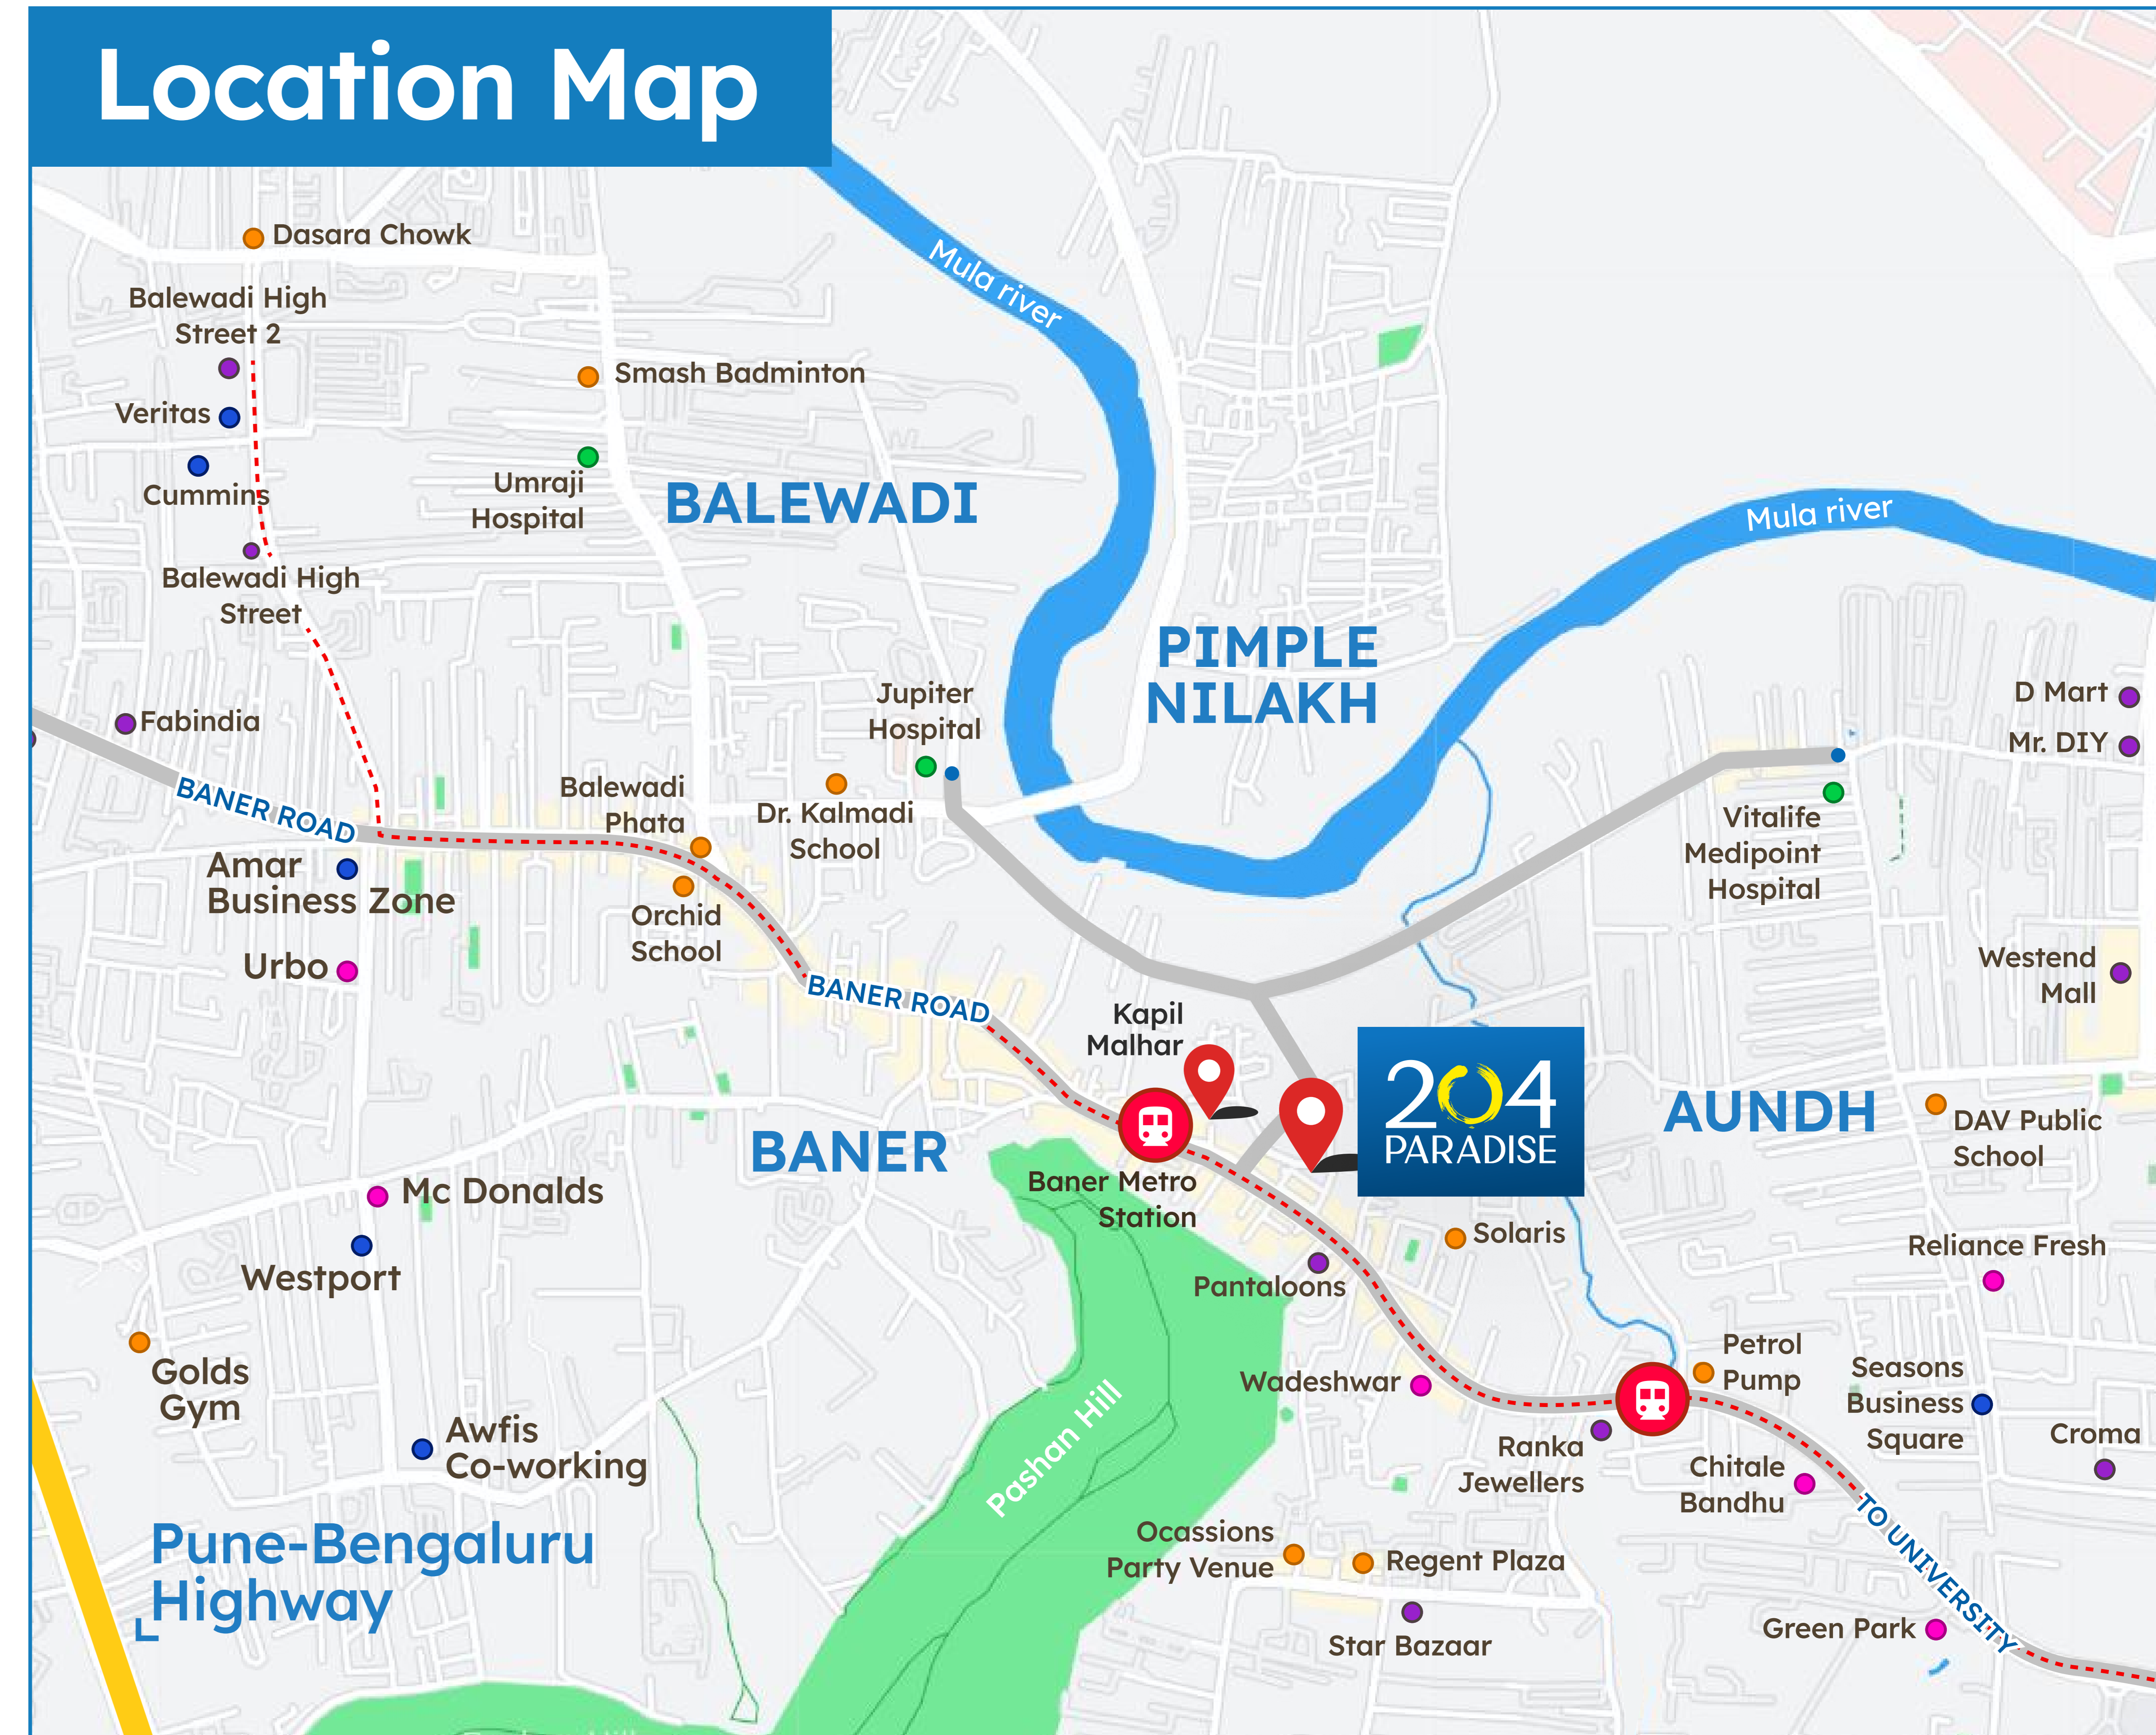 Location Map
Mula river
Dasara Chowk
Balewadi High
Street 2
Smash Badminton
Veritas
Cummins
Umraji
Hospital
BALEWADI
Mula river
Balewadi High
Street
PIMPLE
NILAKH
Jupiter
Hospital
D Mart
Mr. DIY
Fabindia
BANER ROAD
Balewadi
Phata
Dr. Kalmadi
School
Vitalife
Medipoint
Hospital
Amar
Business Zone
Orchid
School
Urbo
BANER ROAD
Westend
Mall
Kapil
Malhar
204
PARADISE
AUNDH
DAV Public
School
BANER
Baner Metro
Station
Mc Donalds
Solaris
Reliance Fresh
Westport
Pantaloons
Golds
Gym
Petrol
Pump
Wadeshwar
Seasons
Business
Square
Croma
Awfis
Co-working
Pashan Hill
Ranka
Jewellers
Chitale
Bandhu
TO UNIVERSITY
Pune-Bengaluru
Highway
Ocassions
Party Venue
Regent Plaza
Star Bazaar
Green Park